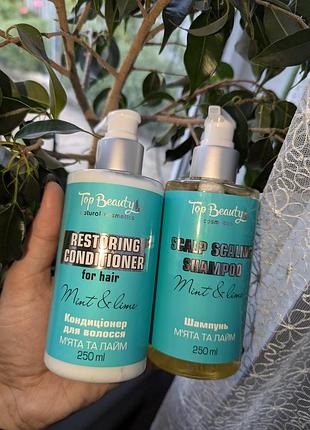 Top Beauty
natural cosmetics
RESTORING
CONDITIONER
for hair
Mint & lime
Кондиціонер
для волосся
М'ЯТА ТА ЛАЙМ
250 ml
Top Beauty
cosmetics
SCALP SCALING
SHAMPOO
Mint & lime
Шампунь
М'ЯТА ТА ЛАЙМ
250 ml